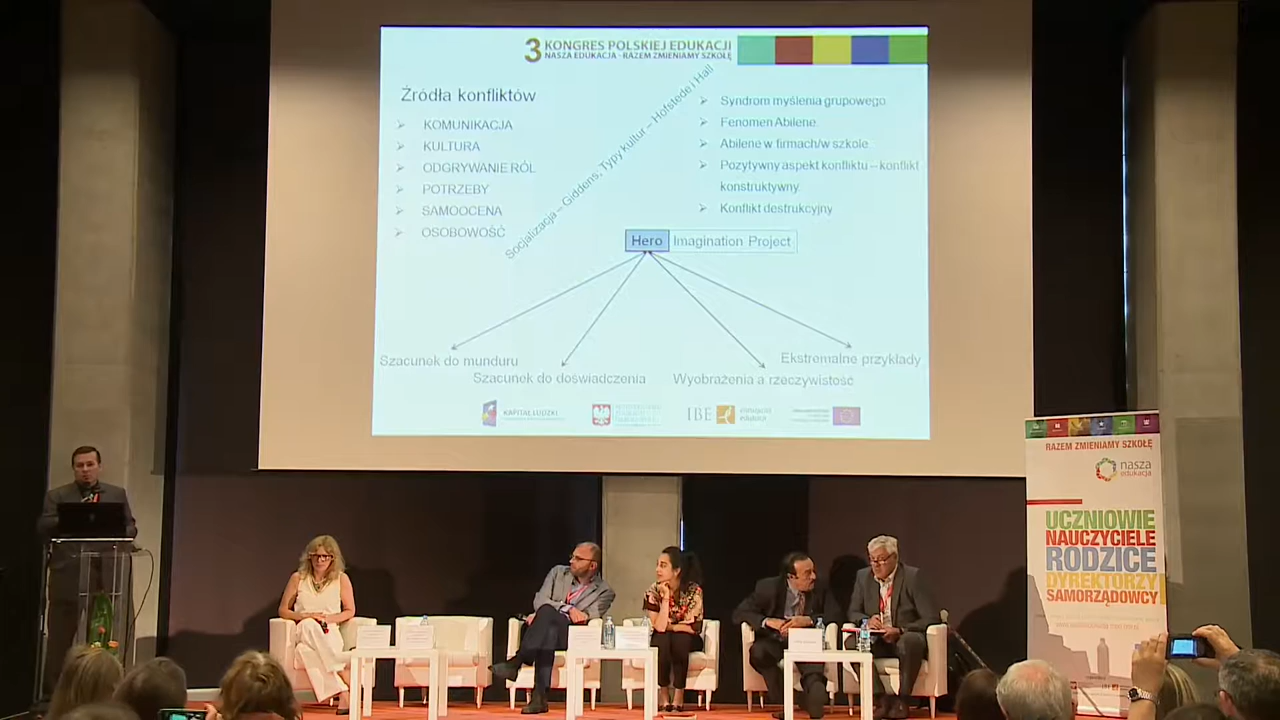 3 KONGRES POLSKIEJ EDUKACJI
NASZA EDUKACJA - RAZEM ZMIENIAMY SZKOŁĘ
Źródła konfliktów
KOMUNIKACJA
KULTURA
ODGRYWANIE RÓL
POTRZEBY
SAMOOCENA
OSOBOWOŚĆ
Socjalizacja – Giddens, Typy kultur – Hofstede i Hall
Syndrom myślenia grupowego
Fenomen Abilene.
Abilene w firmach/w szkole.
Pozytywny aspekt konfliktu – konflikt
konstruktywny.
Konflikt destrukcyjny
Hero Imagination Project
Szacunek do munduru
Szacunek do doświadczenia
Wyobrażenia a rzeczywistość
Ekstremalne przykłady
KAPITAŁ LUDZKI
IBE
RAZEM ZMIENIAMY SZKOŁĘ
nasza
edukacja
UCZNIOWIE
NAUCZYCIELE
RODZICE
DYREKTORZY
SAMORZĄDOWCY